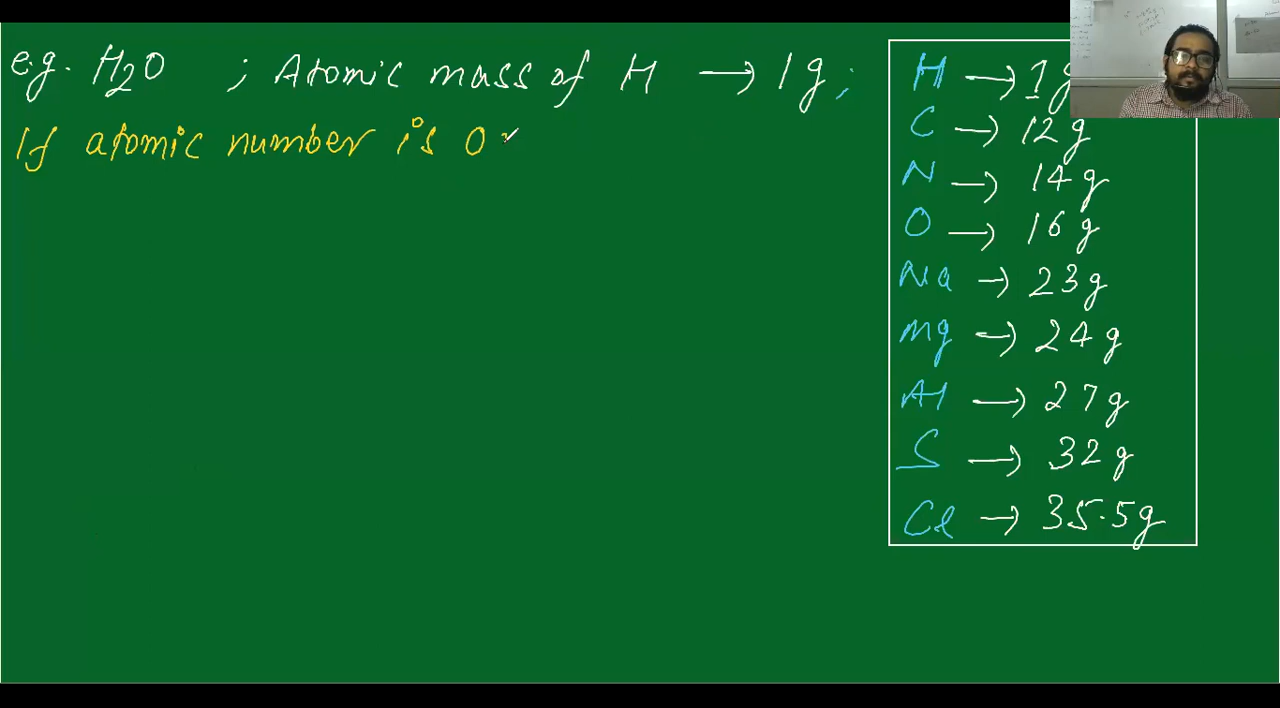 e.g. H2O ; Atomic mass of H → 1g ;
If atomic number is O
H → 1g
C → 12g
N → 14g
O → 16g
Na → 23g
Mg → 24g
Al → 27g
S → 32g
Cl → 35.5g